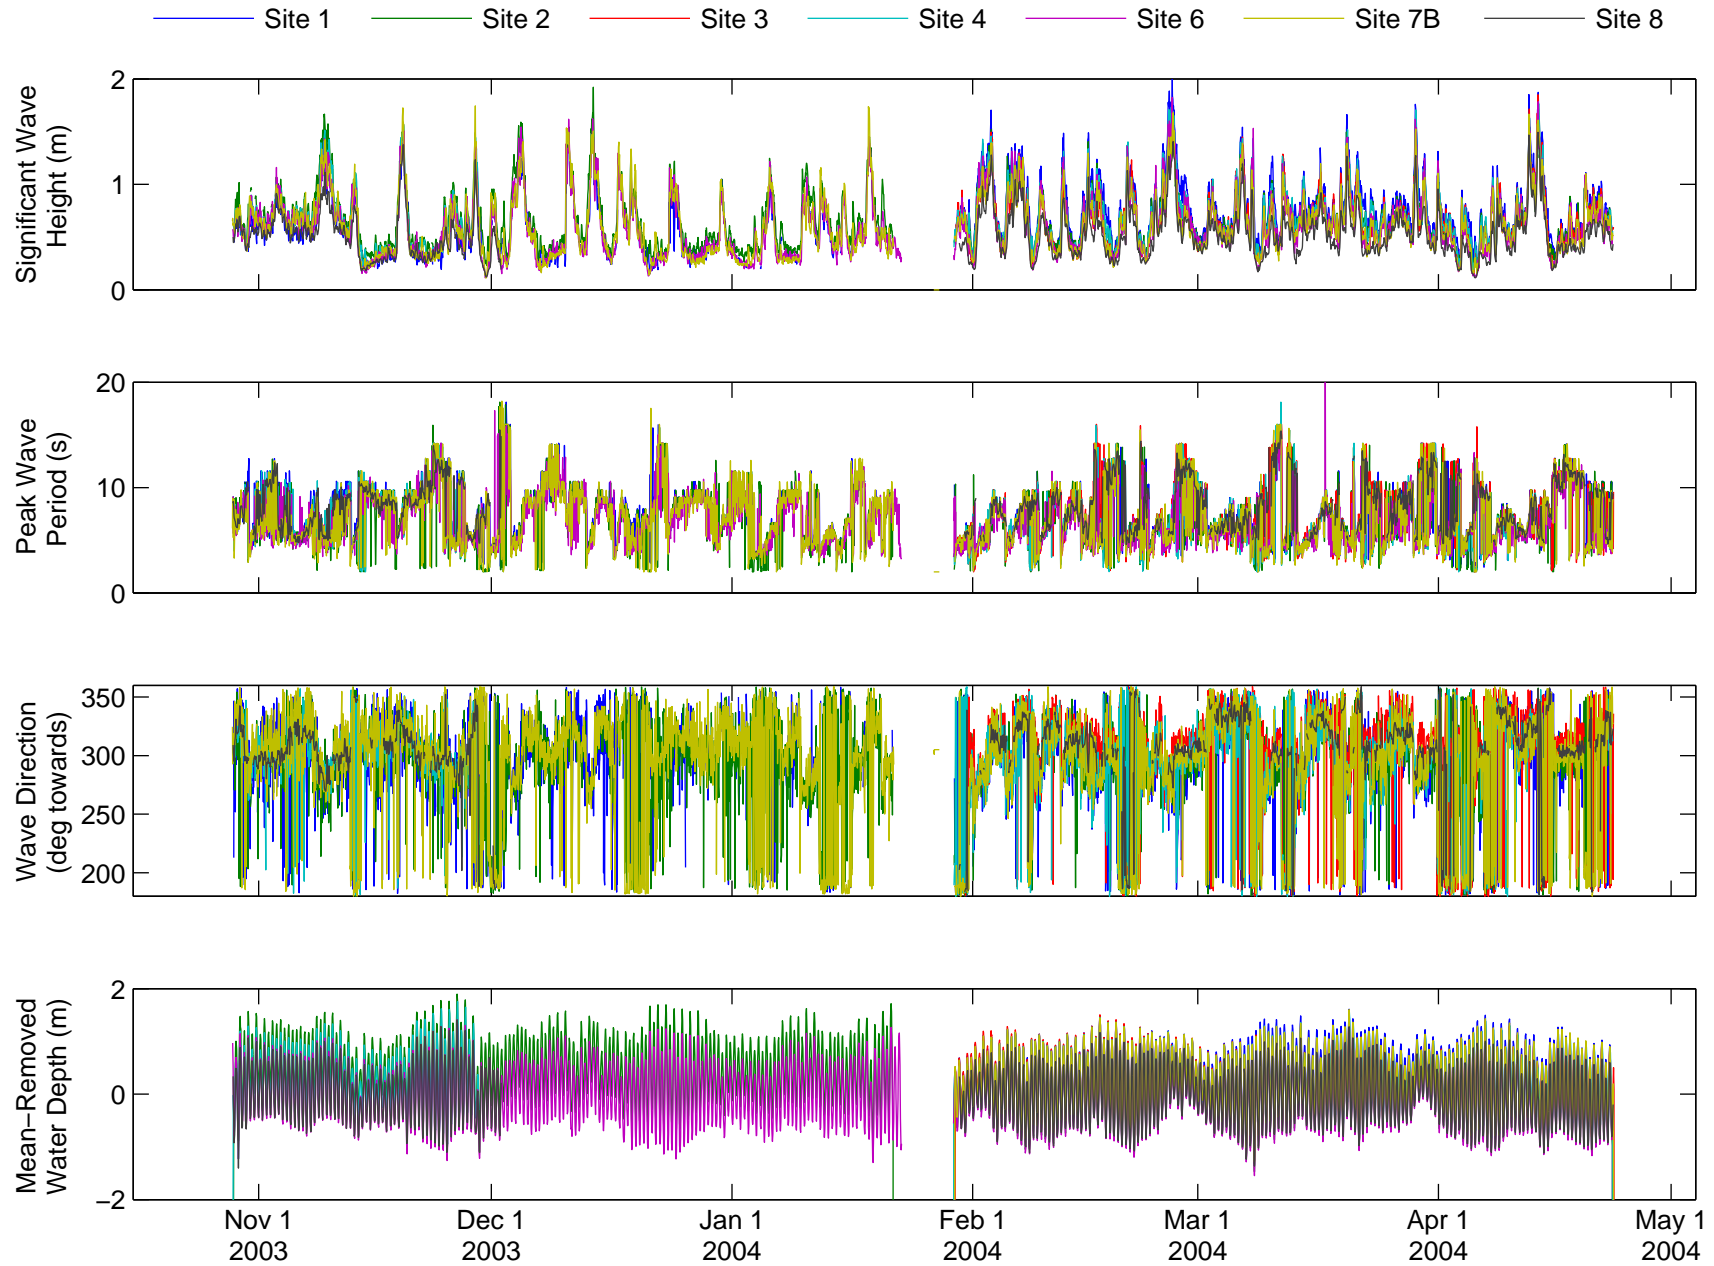 Site 1 Site 2 Site 3 Site 4 Site 6 Site 7B Site 8
Significant Wave
Height (m)
2
1
0
Peak Wave
Period (s)
20
10
0
Wave Direction
(deg towards)
350
300
250
200
Mean−Removed
Water Depth (m)
2
0
−2
Nov 1 Dec 1 Jan 1 Feb 1 Mar 1 Apr 1 May 1
2003 2003 2004 2004 2004 2004 2004